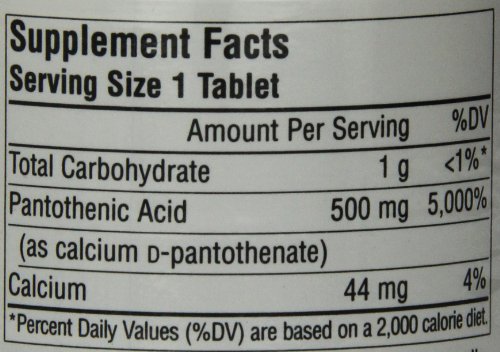 Supplement Facts
Serving Size 1 Tablet
Amount Per Serving %DV
Total Carbohydrate 1 g <1%*
Pantothenic Acid 500 mg 5,000%
(as calcium D-pantothenate)
Calcium 44 mg 4%
*Percent Daily Values (%DV) are based on a 2,000 calorie diet.